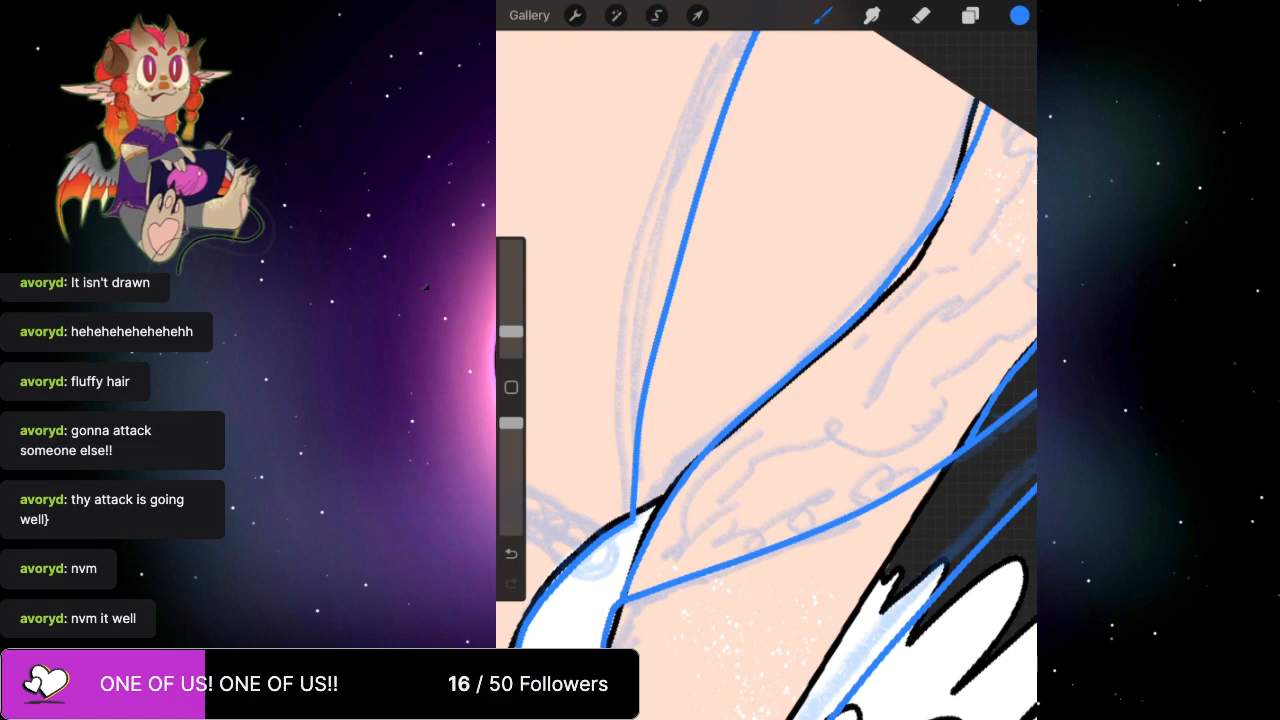 Gallery
avoryd: It isn't drawn
avoryd: hehehehehehehehh
avoryd: fluffy hair
avoryd: gonna attack
someone else!!
avoryd: thy attack is going
well}
avoryd: nvm
avoryd: nvm it well
ONE OF US! ONE OF US!! 16 / 50 Followers